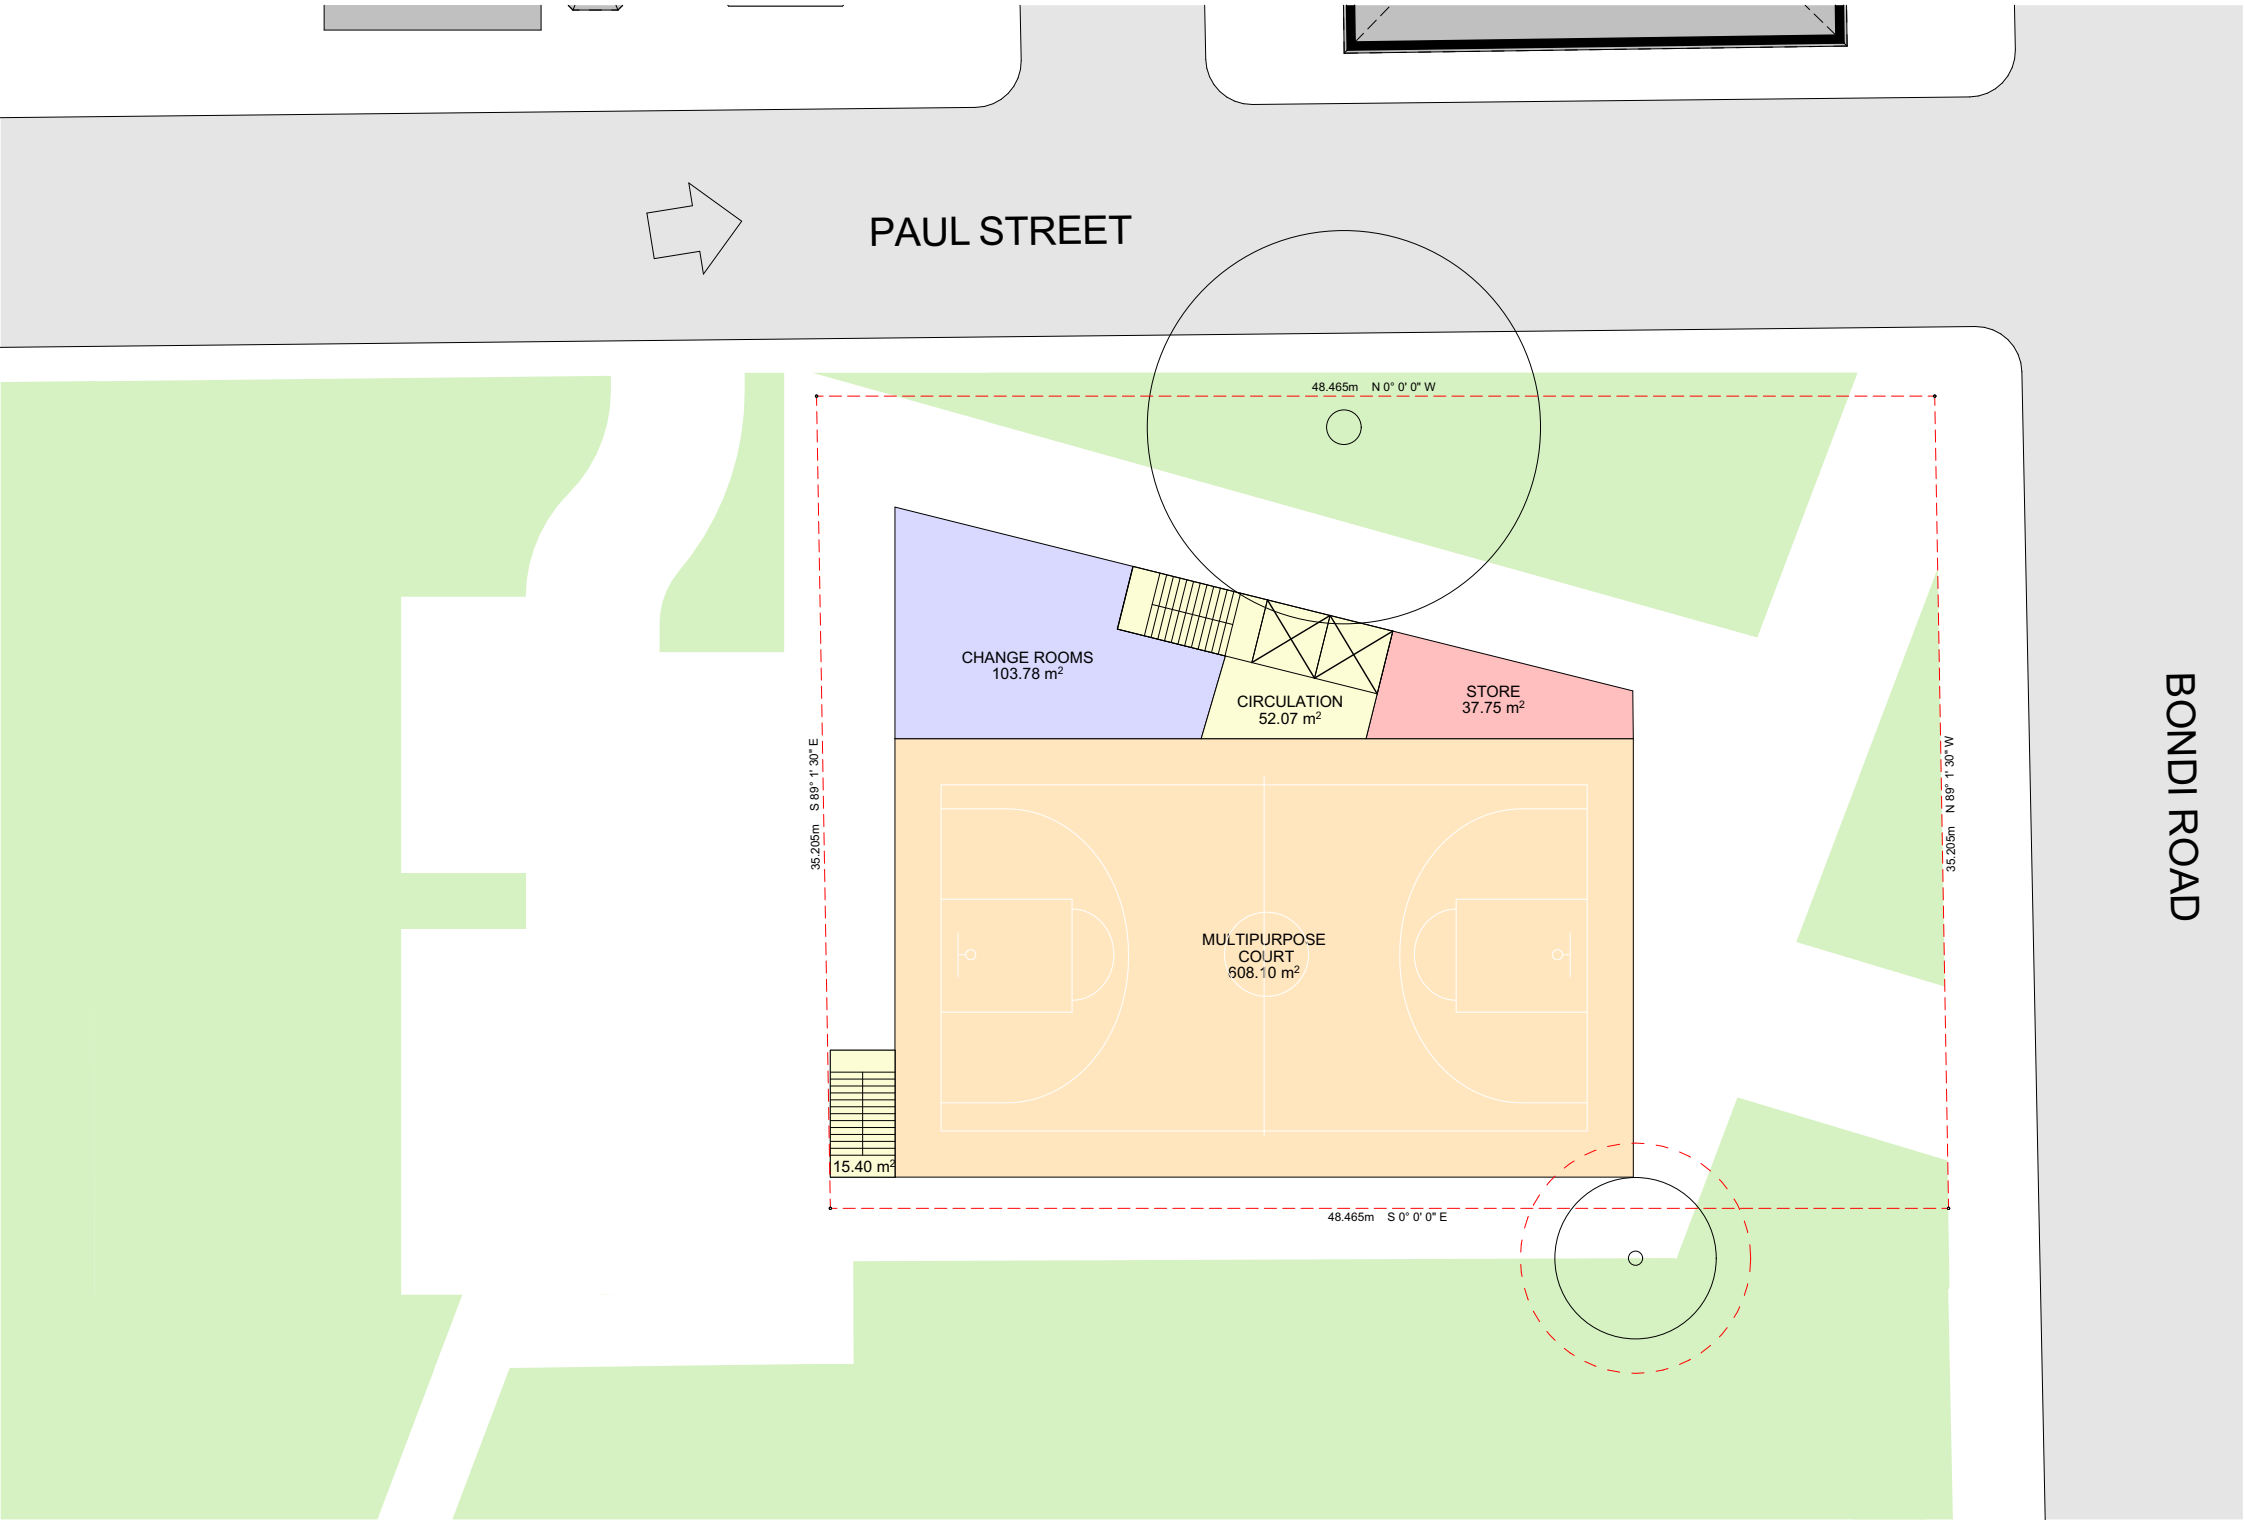 PAUL STREET
48.465m N 0° 0' 0" W
CHANGE ROOMS
103.78 m²
CIRCULATION
52.07 m²
STORE
37.75 m²
35.205m S 89° 1' 30" E
35.205m N 89° 1' 30" W
BONDI ROAD
MULTIPURPOSE
COURT
608.10 m²
15.40 m²
48.465m S 0° 0' 0" E